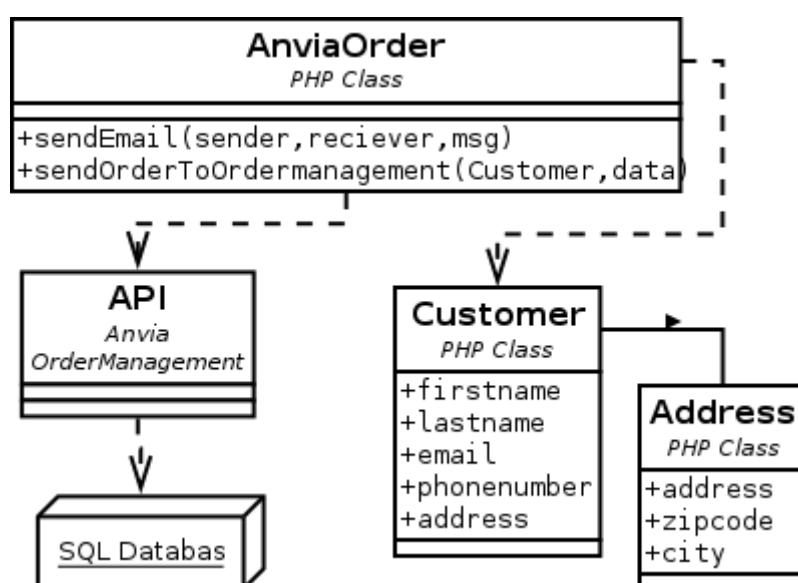 AnviaOrder
PHP Class
+sendEmail(sender,reciever,msg)
+sendOrderToOrdermanagement(Customer,data)
API
Anvia
OrderManagement
SQL Databas
Customer
PHP Class
+firstname
+lastname
+email
+phonenumber
+address
Address
PHP Class
+address
+zipcode
+city